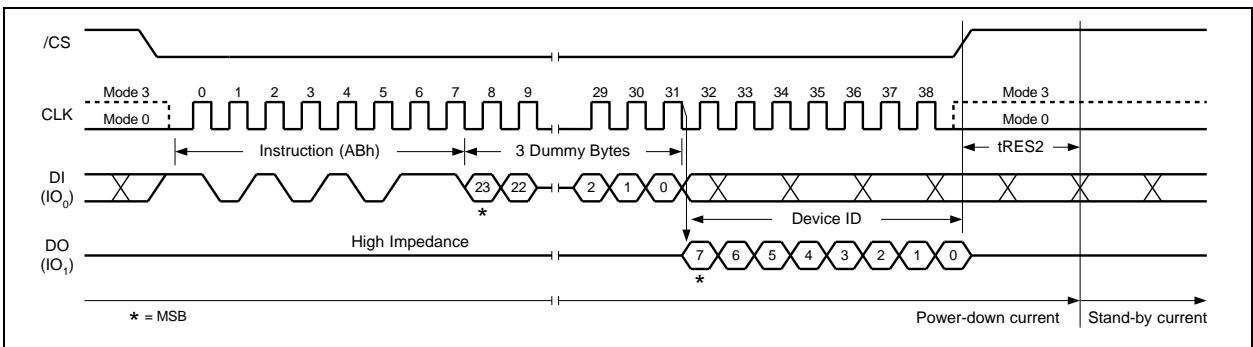 /CS
Mode 3 0 1 2 3 4 5 6 7 8 9 29 30 31 32 33 34 35 36 37 38 Mode 3
CLK
Mode 0 Mode 0
Instruction (ABh) 3 Dummy Bytes tRES2
DI
(IO0)
23 22 2 1 0
*
Device ID
DO
(IO1)
High Impedance
7 6 5 4 3 2 1 0
*
* = MSB
Power-down current Stand-by current